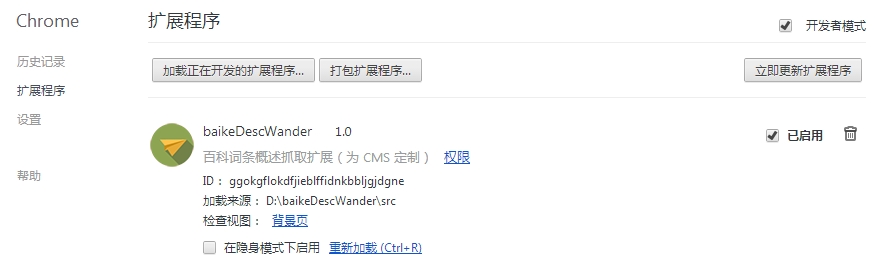 Chrome
扩展程序
开发者模式
历史记录
扩展程序
设置
帮助
加载正在开发的扩展程序...
打包扩展程序...
立即更新扩展程序
baikeDescWander 1.0
已启用
百科词条概述抓取扩展（为 CMS 定制） 权限
ID： ggokgflokdfjieblffidnkbbljgjdgne
加载来源： D:\baikeDescWander\src
检查视图： 背景页
在隐身模式下启用 重新加载 (Ctrl+R)